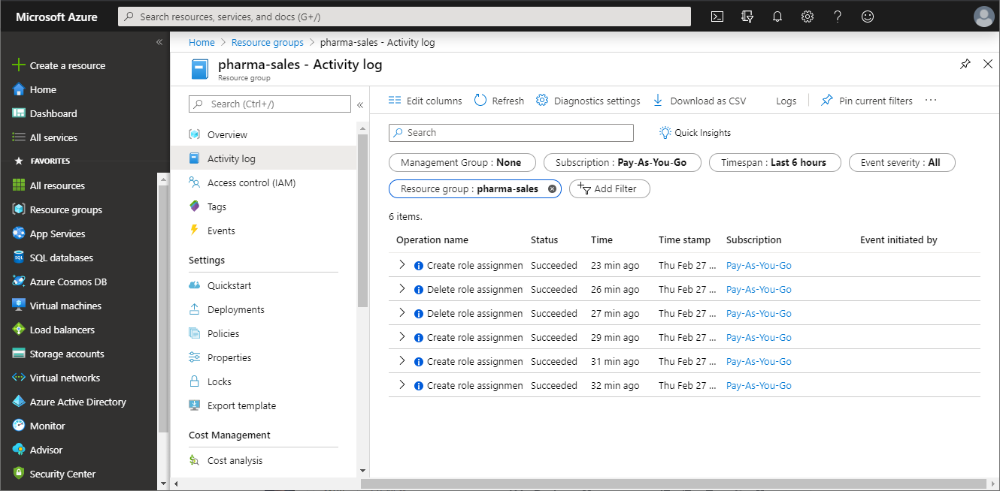 Microsoft Azure
Search resources, services, and docs (G+/)
Create a resource
Home
Dashboard
All services
FAVORITES
All resources
Resource groups
App Services
SQL databases
Azure Cosmos DB
Virtual machines
Load balancers
Storage accounts
Virtual networks
Azure Active Directory
Monitor
Advisor
Security Center
Home > Resource groups > pharma-sales - Activity log
pharma-sales - Activity log
Resource group
Search (Ctrl+/)
Overview
Activity log
Access control (IAM)
Tags
Events
Settings
Quickstart
Deployments
Policies
Properties
Locks
Export template
Cost Management
Cost analysis
Edit columns Refresh Diagnostics settings Download as CSV Logs Pin current filters ...
Search Quick Insights
Management Group : None Subscription : Pay-As-You-Go Timespan : Last 6 hours Event severity : All
Resource group : pharma-sales Add Filter
6 items.
Operation name Status Time Time stamp Subscription Event initiated by
Create role assignmen Succeeded 23 min ago Thu Feb 27 ... Pay-As-You-Go
Delete role assignmen Succeeded 26 min ago Thu Feb 27 ... Pay-As-You-Go
Delete role assignmen Succeeded 27 min ago Thu Feb 27 ... Pay-As-You-Go
Create role assignmen Succeeded 29 min ago Thu Feb 27 ... Pay-As-You-Go
Create role assignmen Succeeded 31 min ago Thu Feb 27 ... Pay-As-You-Go
Create role assignmen Succeeded 32 min ago Thu Feb 27 ... Pay-As-You-Go